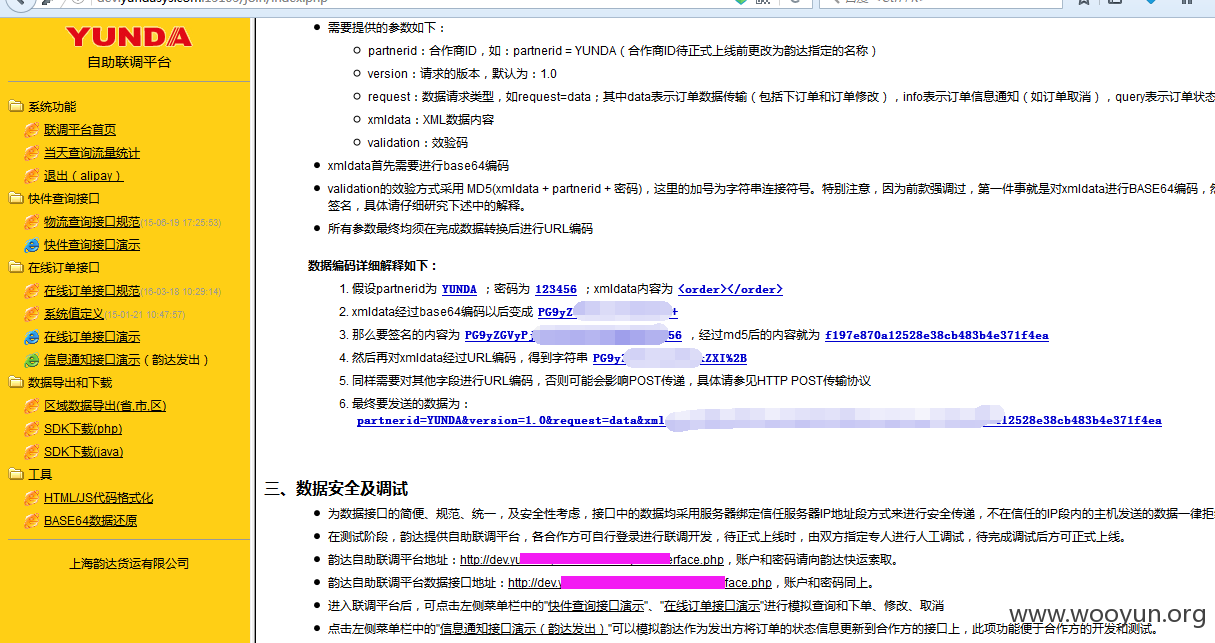 YUNDA
自助联调平台
系统功能
联调平台首页
当天查询流量统计
退出（alipay）
快件查询接口
物流查询接口规范(15-06-19 17:25:53)
快件查询接口演示
在线订单接口
在线订单接口规范(16-03-18 10:29:14)
系统值定义(15-01-21 10:47:57)
在线订单接口演示
信息通知接口演示（韵达发出）
数据导出和下载
区域数据导出(省.市.区)
SDK下载(php)
SDK下载(java)
工具
HTML/JS代码格式化
BASE64数据还原
上海韵达货运有限公司
需要提供的参数如下：
partnerid：合作商ID，如：partnerid = YUNDA（合作商ID待正式上线前更改为韵达指定的名称）
version：请求的版本，默认为：1.0
request：数据请求类型，如request=data；其中data表示订单数据传输（包括下订单和订单修改），info表示订单信息通知（如订单取消），query表示订单状态
xmldata：XML数据内容
validation：效验码
xmldata首先需要进行base64编码
validation的效验方式采用 MD5(xmldata + partnerid + 密码)，这里的加号为字符串连接符号。特别注意，因为前款强调过，第一件事就是对xmldata进行BASE64编码，
签名，具体请仔细研究下述中的解释。
所有参数最终均须在完成数据转换后进行URL编码
数据编码详细解释如下：
1. 假设partnerid为 YUNDA ；密码为 123456 ；xmldata内容为 <order></order>
2. xmldata经过base64编码以后变成 PG9yZ +
3. 那么要签名的内容为 PG9yZGVyPj 56 ，经过md5后的内容就为 f197e870a12528e38cb483b4e371f4ea
4. 然后再对xmldata经过URL编码，得到字符串 PG9y ZXI%2B
5. 同样需要对其他字段进行URL编码，否则可能会影响POST传递，具体请参见HTTP POST传输协议
6. 最终要发送的数据为：
partnerid=YUNDA&version=1.0&request=data&xml 12528e38cb483b4e371f4ea
三、数据安全及调试
为数据接口的简便、规范、统一，及安全性考虑，接口中的数据均采用服务器绑定信任服务器IP地址段方式来进行安全传递，不在信任的IP段内的主机发送的数据一律拒
在测试阶段，韵达提供自助联调平台，各合作方可自行登录进行联调开发，待正式上线时，由双方指定专人进行人工调试，待完成调试后方可正式上线。
韵达自助联调平台地址：http://dev.yu erface.php，账户和密码请向韵达快运索取。
韵达自助联调平台数据接口地址：http://dev.y face.php，账户和密码同上。
进入联调平台后，可点击左侧菜单栏中的"快件查询接口演示"、"在线订单接口演示"进行模拟查询和下单、修改、取消
点击左侧菜单栏中的"信息通知接口演示（韵达发出）"可以模拟韵达作为发出方将订单的状态信息更新到合作方的接口上，此项功能便于合作方的开发和测试。
www.wooyun.org